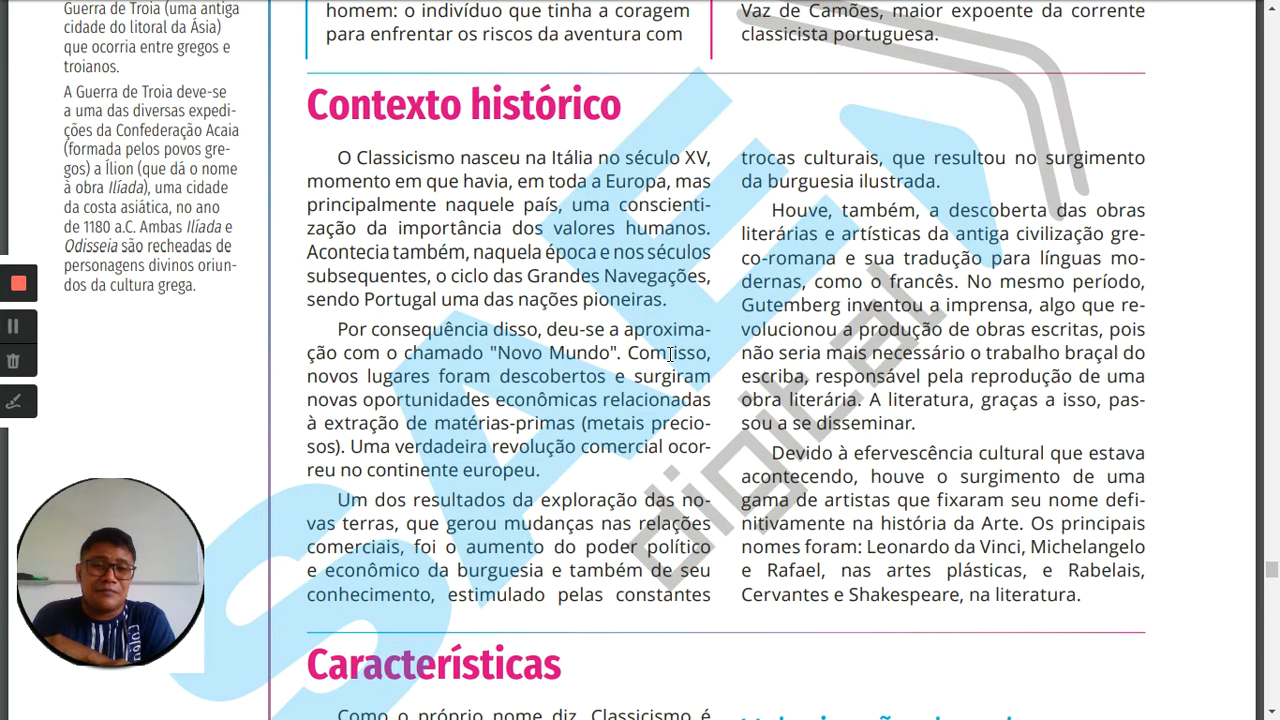 Guerra de Troia (uma antiga
cidade do litoral da Ásia)
que ocorria entre gregos e
troianos.
A Guerra de Troia deve-se
a uma das diversas expedi-
ções da Confederação Acaia
(formada pelos povos gre-
gos) a Ílion (que dá o nome
à obra Ilíada), uma cidade
da costa asiática, no ano
de 1180 a.C. Ambas Ilíada e
Odisseia são recheadas de
personagens divinos oriun-
dos da cultura grega.
homem: o indivíduo que tinha a coragem
para enfrentar os riscos da aventura com
Vaz de Camões, maior expoente da corrente
classicista portuguesa.
Contexto histórico
O Classicismo nasceu na Itália no século XV,
momento em que havia, em toda a Europa, mas
principalmente naquele país, uma conscienti-
zação da importância dos valores humanos.
Acontecia também, naquela época e nos séculos
subsequentes, o ciclo das Grandes Navegações,
sendo Portugal uma das nações pioneiras.
Por consequência disso, deu-se a aproxima-
ção com o chamado "Novo Mundo". Com isso,
novos lugares foram descobertos e surgiram
novas oportunidades econômicas relacionadas
à extração de matérias-primas (metais precio-
sos). Uma verdadeira revolução comercial ocor-
reu no continente europeu.
Um dos resultados da exploração das no-
vas terras, que gerou mudanças nas relações
comerciais, foi o aumento do poder político
e econômico da burguesia e também de seu
conhecimento, estimulado pelas constantes
trocas culturais, que resultou no surgimento
da burguesia ilustrada.
Houve, também, a descoberta das obras
literárias e artísticas da antiga civilização gre-
co-romana e sua tradução para línguas mo-
dernas, como o francês. No mesmo período,
Gutemberg inventou a imprensa, algo que re-
volucionou a produção de obras escritas, pois
não seria mais necessário o trabalho braçal do
escriba, responsável pela reprodução de uma
obra literária. A literatura, graças a isso, pas-
sou a se disseminar.
Devido à efervescência cultural que estava
acontecendo, houve o surgimento de uma
gama de artistas que fixaram seu nome defi-
nitivamente na história da Arte. Os principais
nomes foram: Leonardo da Vinci, Michelangelo
e Rafael, nas artes plásticas, e Rabelais,
Cervantes e Shakespeare, na literatura.
SAE
digital
Características
Como o próprio nome diz, Classicismo é